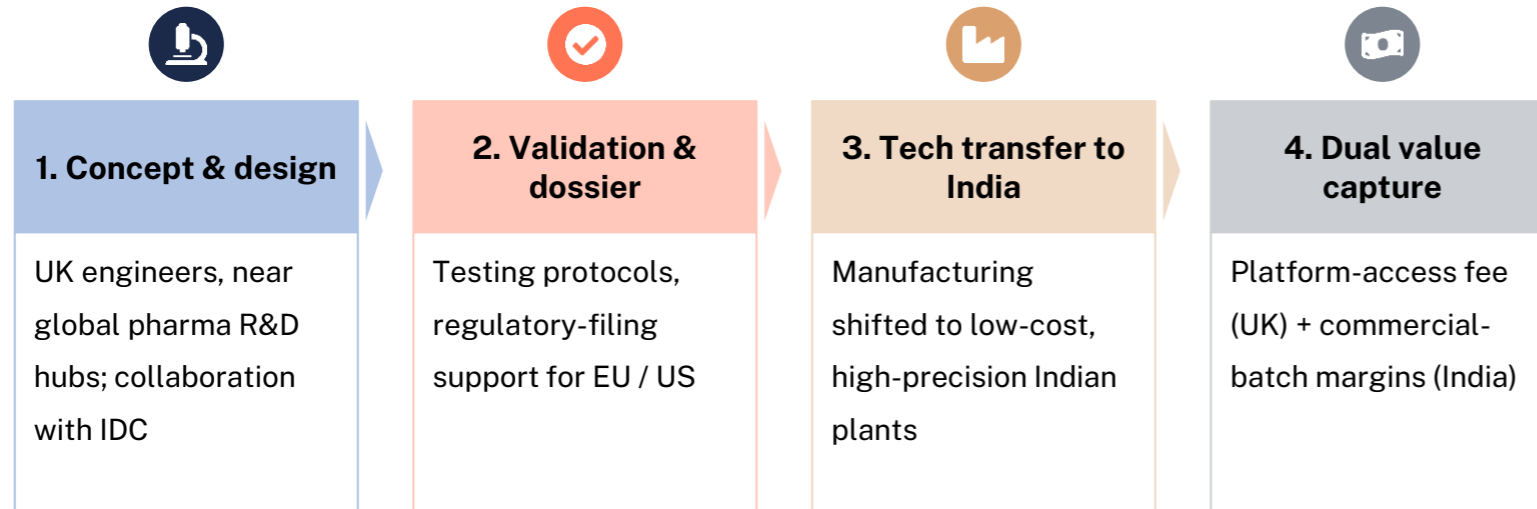 1. Concept & design
UK engineers, near
global pharma R&D
hubs; collaboration
with IDC
2. Validation &
dossier
Testing protocols,
regulatory-filing
support for EU / US
3. Tech transfer to
India
Manufacturing
shifted to low-cost,
high-precision Indian
plants
4. Dual value
capture
Platform-access fee
(UK) + commercial-
batch margins (India)